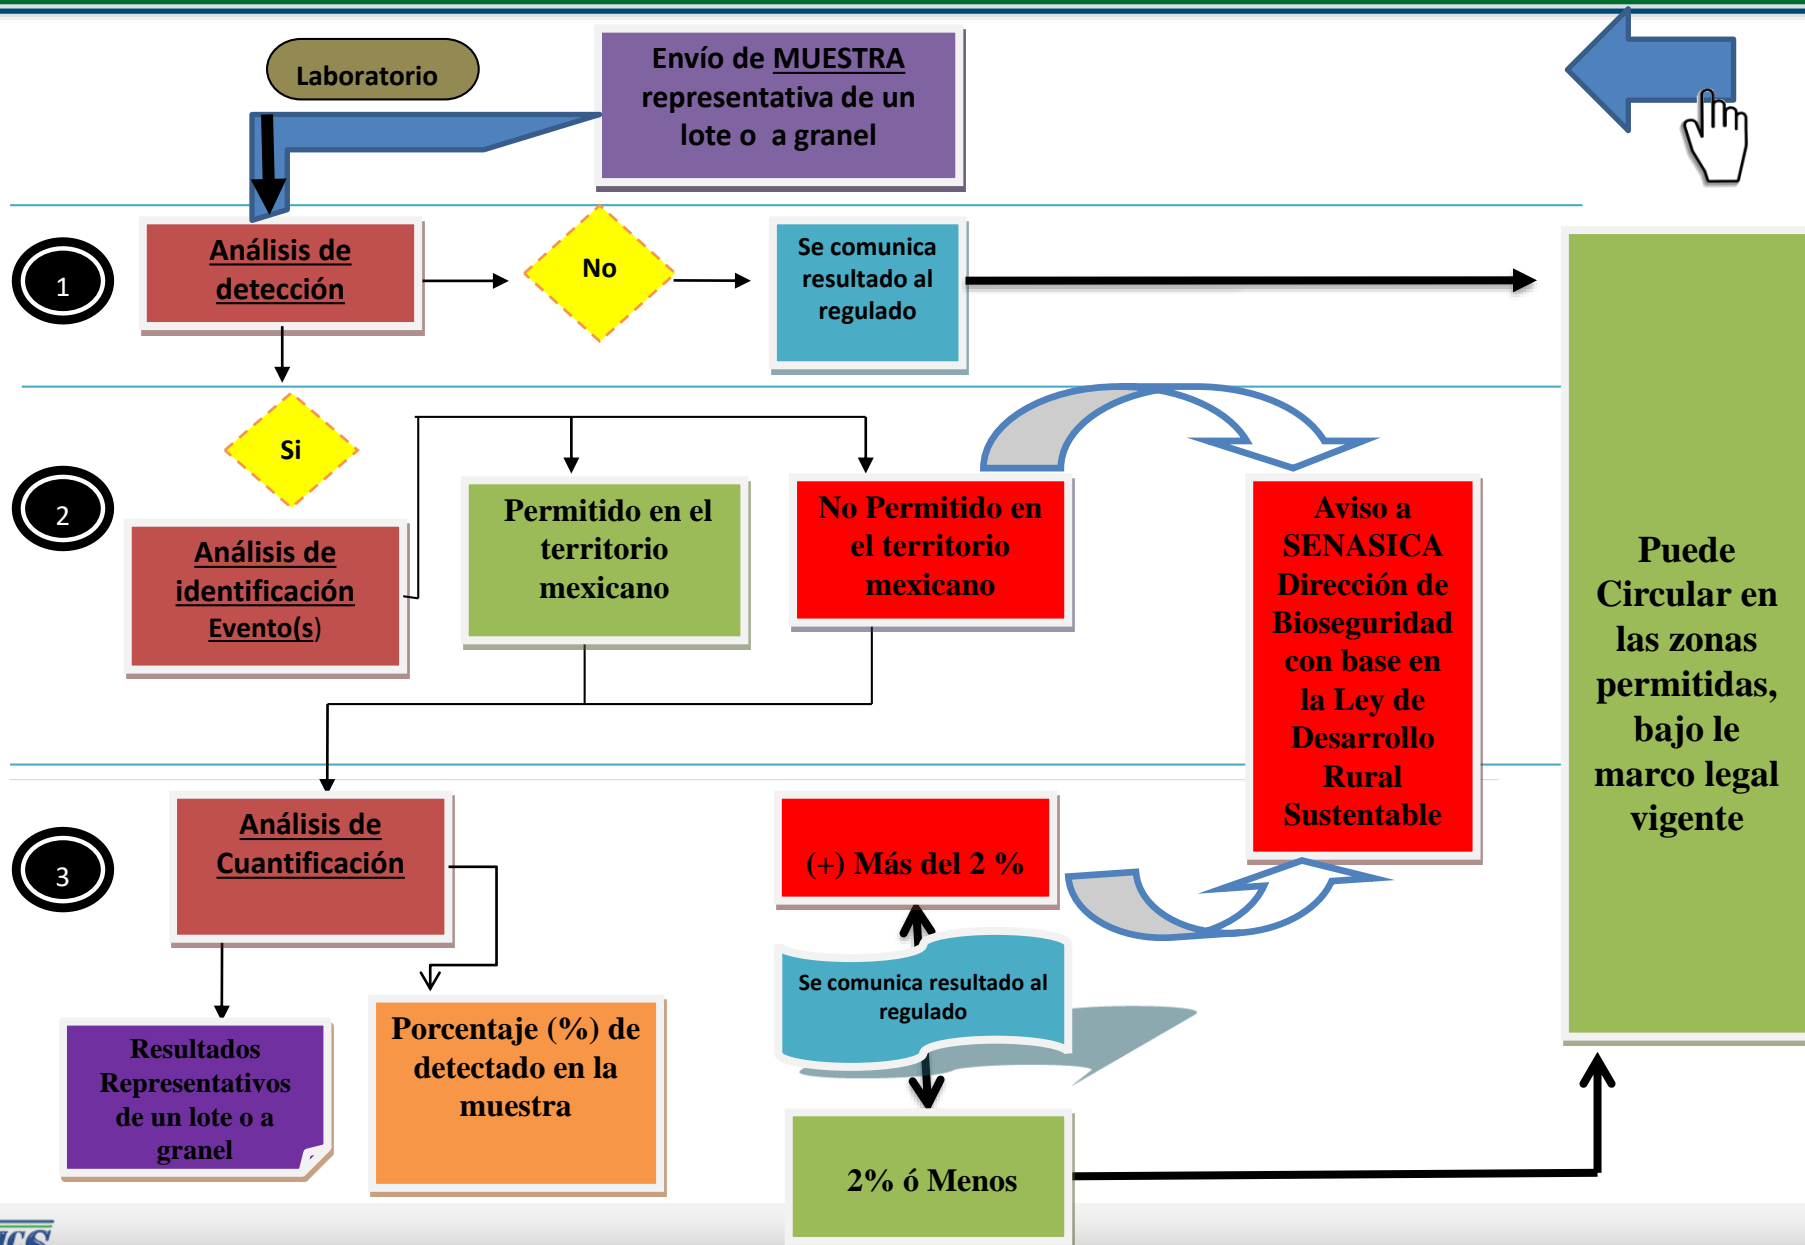 Laboratorio
Envío de MUESTRA
representativa de un
lote o a granel
1
Análisis de
detección
No
Se comunica
resultado al
regulado
Si
2
Análisis de
identificación
Evento(s)
Permitido en el
territorio
mexicano
No Permitido en
el territorio
mexicano
Aviso a
SENASICA
Dirección de
Bioseguridad
con base en
la Ley de
Desarrollo
Rural
Sustentable
Puede
Circular en
las zonas
permitidas,
bajo le
marco legal
vigente
3
Análisis de
Cuantificación
(+) Más del 2 %
Se comunica resultado al
regulado
Resultados
Representativos
de un lote o a
granel
Porcentaje (%) de
detectado en la
muestra
2% ó Menos